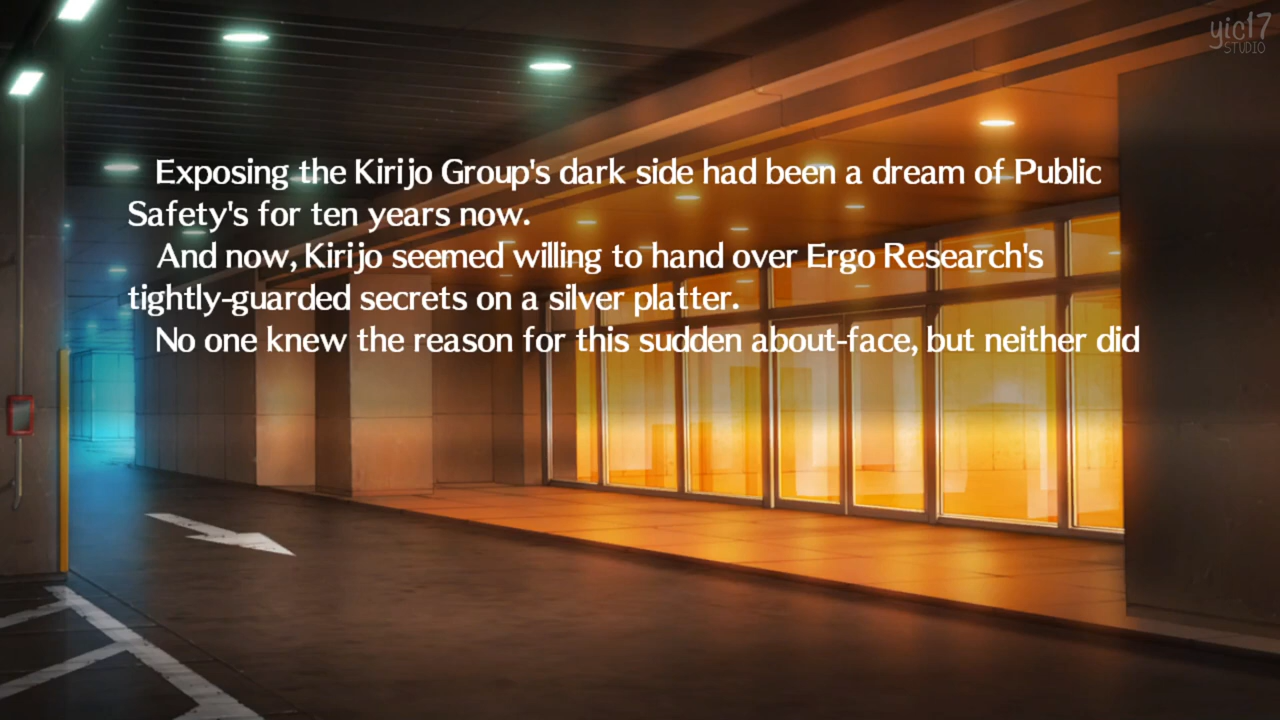 yic17
STUDIO
Exposing the Kirijo Group's dark side had been a dream of Public
Safety's for ten years now.
And now, Kirijo seemed willing to hand over Ergo Research's
tightly-guarded secrets on a silver platter.
No one knew the reason for this sudden about-face, but neither did